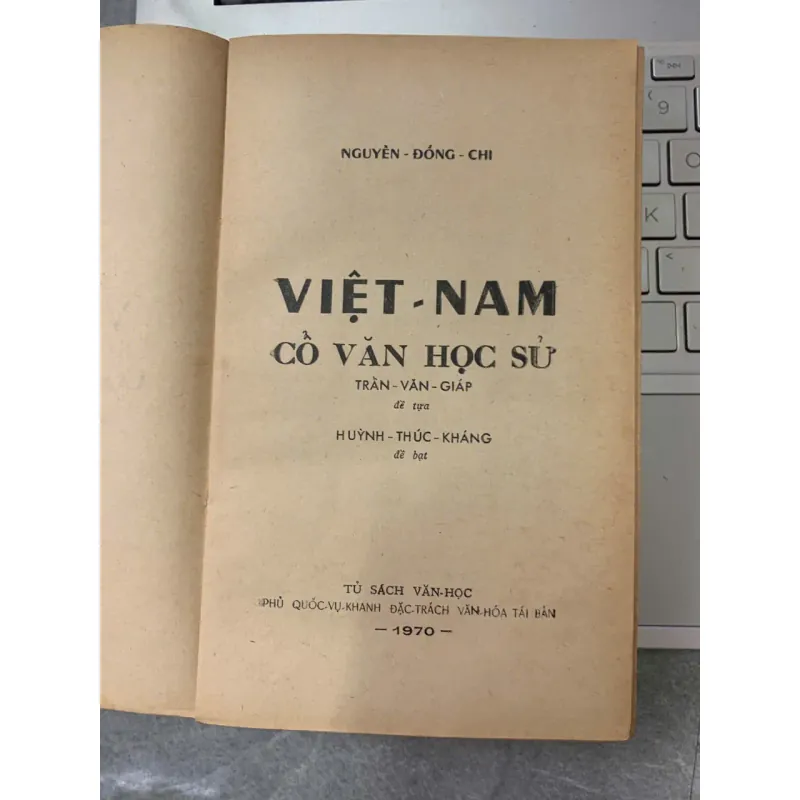 NGUYỄN - ĐỔNG - CHI
VIỆT - NAM
CỔ VĂN HỌC SỬ
TRẦN - VĂN - GIÁP
đề tựa
HUỲNH - THÚC - KHÁNG
đề bạt
TỦ SÁCH VĂN-HỌC
PHỦ QUỐC-VỤ-KHANH ĐẶC-TRÁCH VĂN-HÓA TÁI BẢN
- 1970 -
9
K